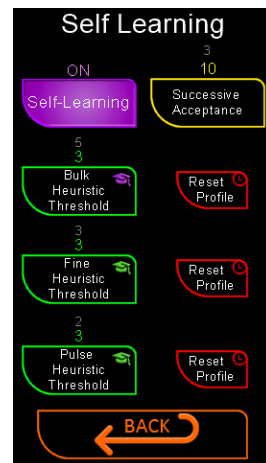 Self Learning
3
ON
10
Self-Learning
Successive
Acceptance
5
3
Bulk
Heuristic
Threshold
Reset
Profile
3
3
Fine
Heuristic
Threshold
Reset
Profile
2
3
Pulse
Heuristic
Threshold
Reset
Profile
BACK